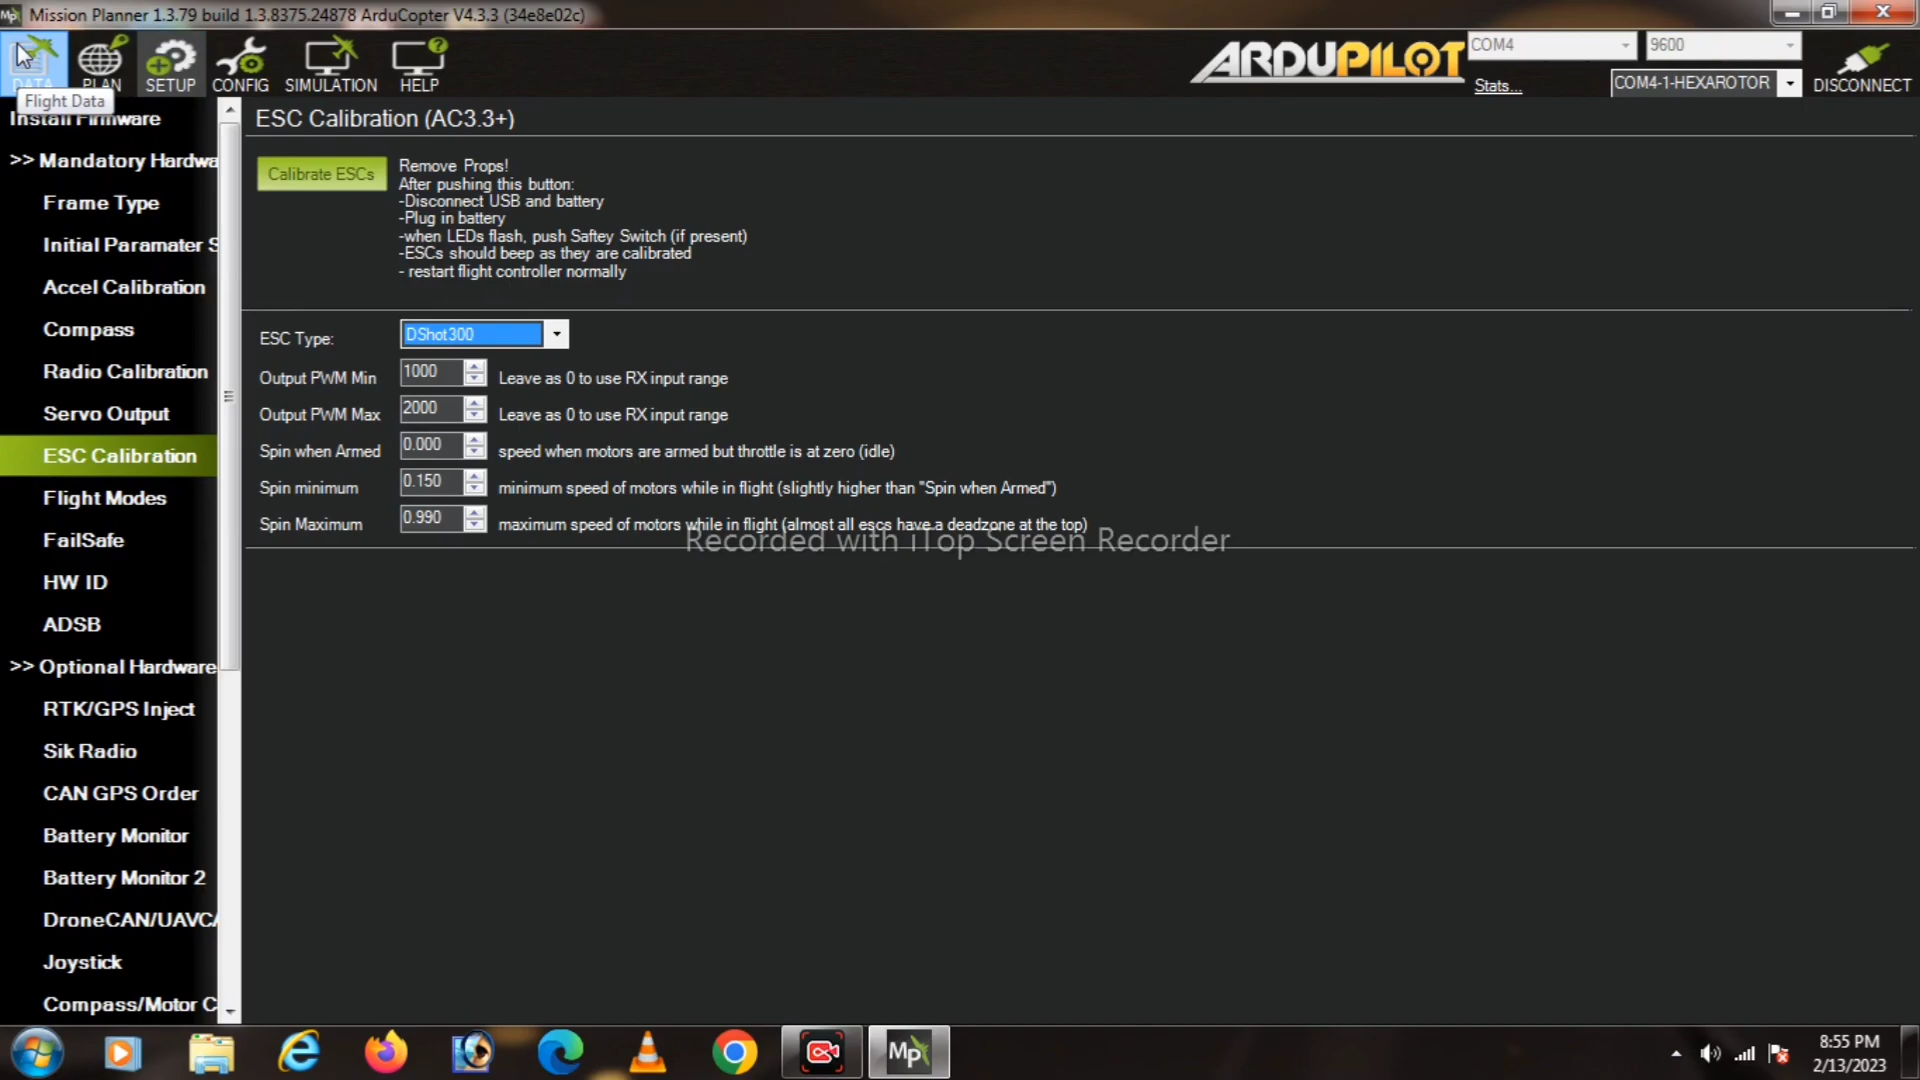 Mission Planner 1.3.79 build 1.3.8375.24878 ArduCopter V4.3.3 (34e8e02c)
DATA PLAN SETUP CONFIG SIMULATION HELP
ARDUPILOT
COM4 9600
Stats... COM4-1-HEXAROTOR DISCONNECT
Flight Data
Install Firmware
>> Mandatory Hardwa
Frame Type
Initial Paramater S
Accel Calibration
Compass
Radio Calibration
Servo Output
ESC Calibration
Flight Modes
FailSafe
HW ID
ADSB
>> Optional Hardware
RTK/GPS Inject
Sik Radio
CAN GPS Order
Battery Monitor
Battery Monitor 2
DroneCAN/UAVCA
Joystick
Compass/Motor C
ESC Calibration (AC3.3+)
Calibrate ESCs
Remove Props!
After pushing this button:
-Disconnect USB and battery
-Plug in battery
-when LEDs flash, push Saftey Switch (if present)
-ESCs should beep as they are calibrated
- restart flight controller normally
ESC Type: DShot300
Output PWM Min 1000 Leave as 0 to use RX input range
Output PWM Max 2000 Leave as 0 to use RX input range
Spin when Armed 0.000 speed when motors are armed but throttle is at zero (idle)
Spin minimum 0.150 minimum speed of motors while in flight (slightly higher than "Spin when Armed")
Spin Maximum 0.990 maximum speed of motors while in flight (almost all escs have a deadzone at the top)
Recorded with iTop Screen Recorder
Mp
8:55 PM
2/13/2023